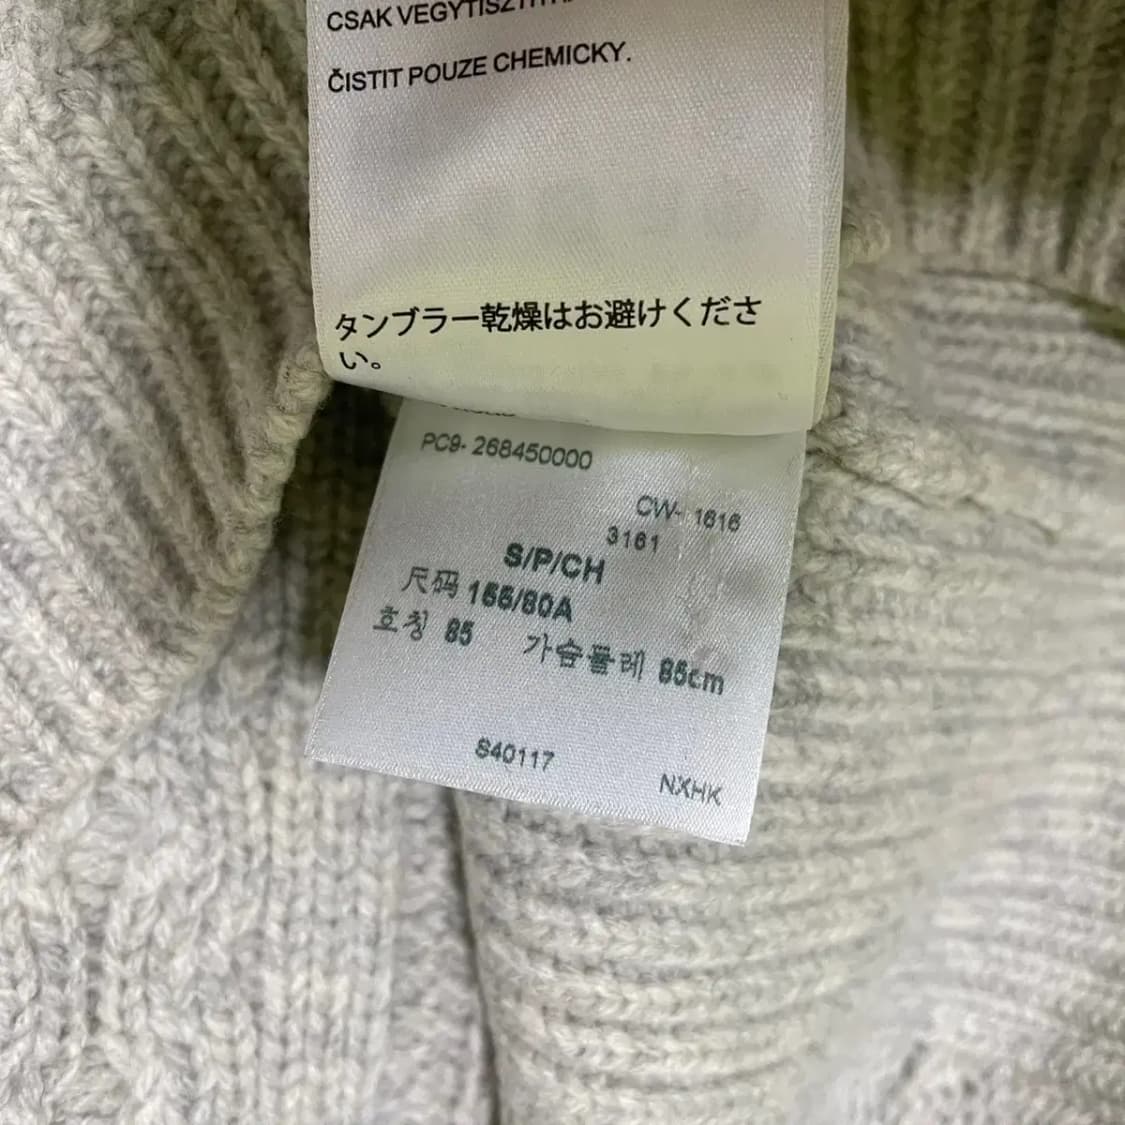 CSAK VEGYTISZTÍT
ČISTIT POUZE CHEMICKY.
タンブラー乾燥はお避けくださ
い。
PC9- 268450000
CW- 1616
3161
S/P/CH
尺码 155/80A
호칭 85 가슴둘레 85cm
S40117
NXHK